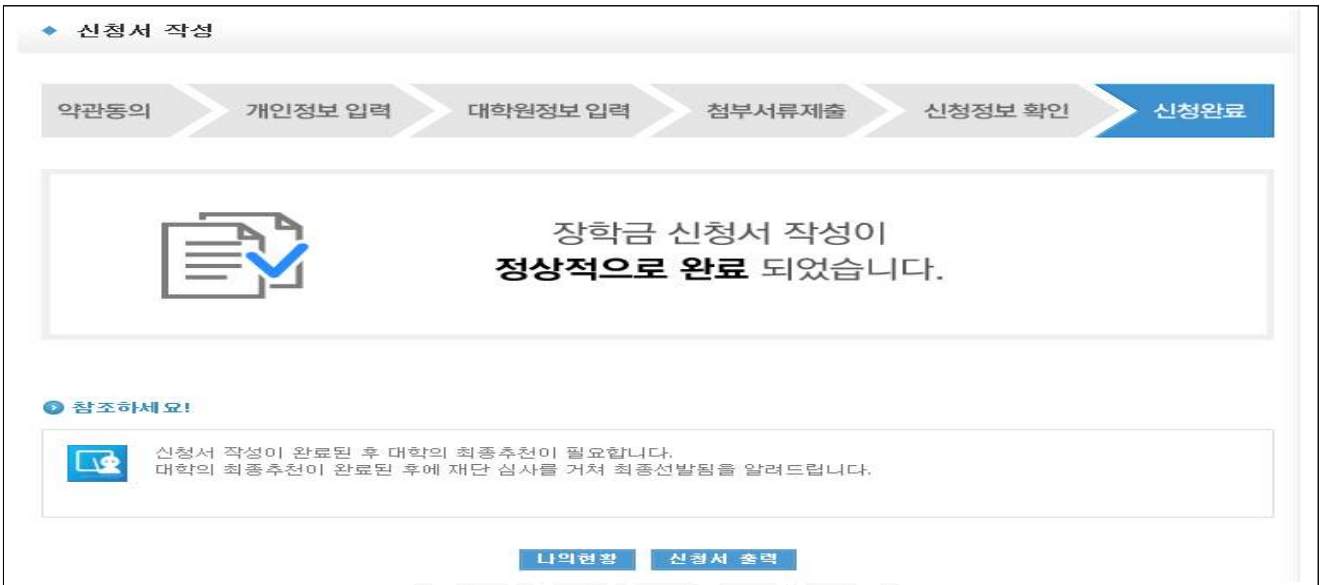 신청서 작성
약관동의 개인정보 입력 대학원정보 입력 첨부서류제출 신청정보 확인 신청완료
장학금 신청서 작성이
정상적으로 완료 되었습니다.
참조하세요!
신청서 작성이 완료된 후 대학의 최종추천이 필요합니다.
대학의 최종추천이 완료된 후에 재단 심사를 거쳐 최종선발됨을 알려드립니다.
나의현황 신청서 출력